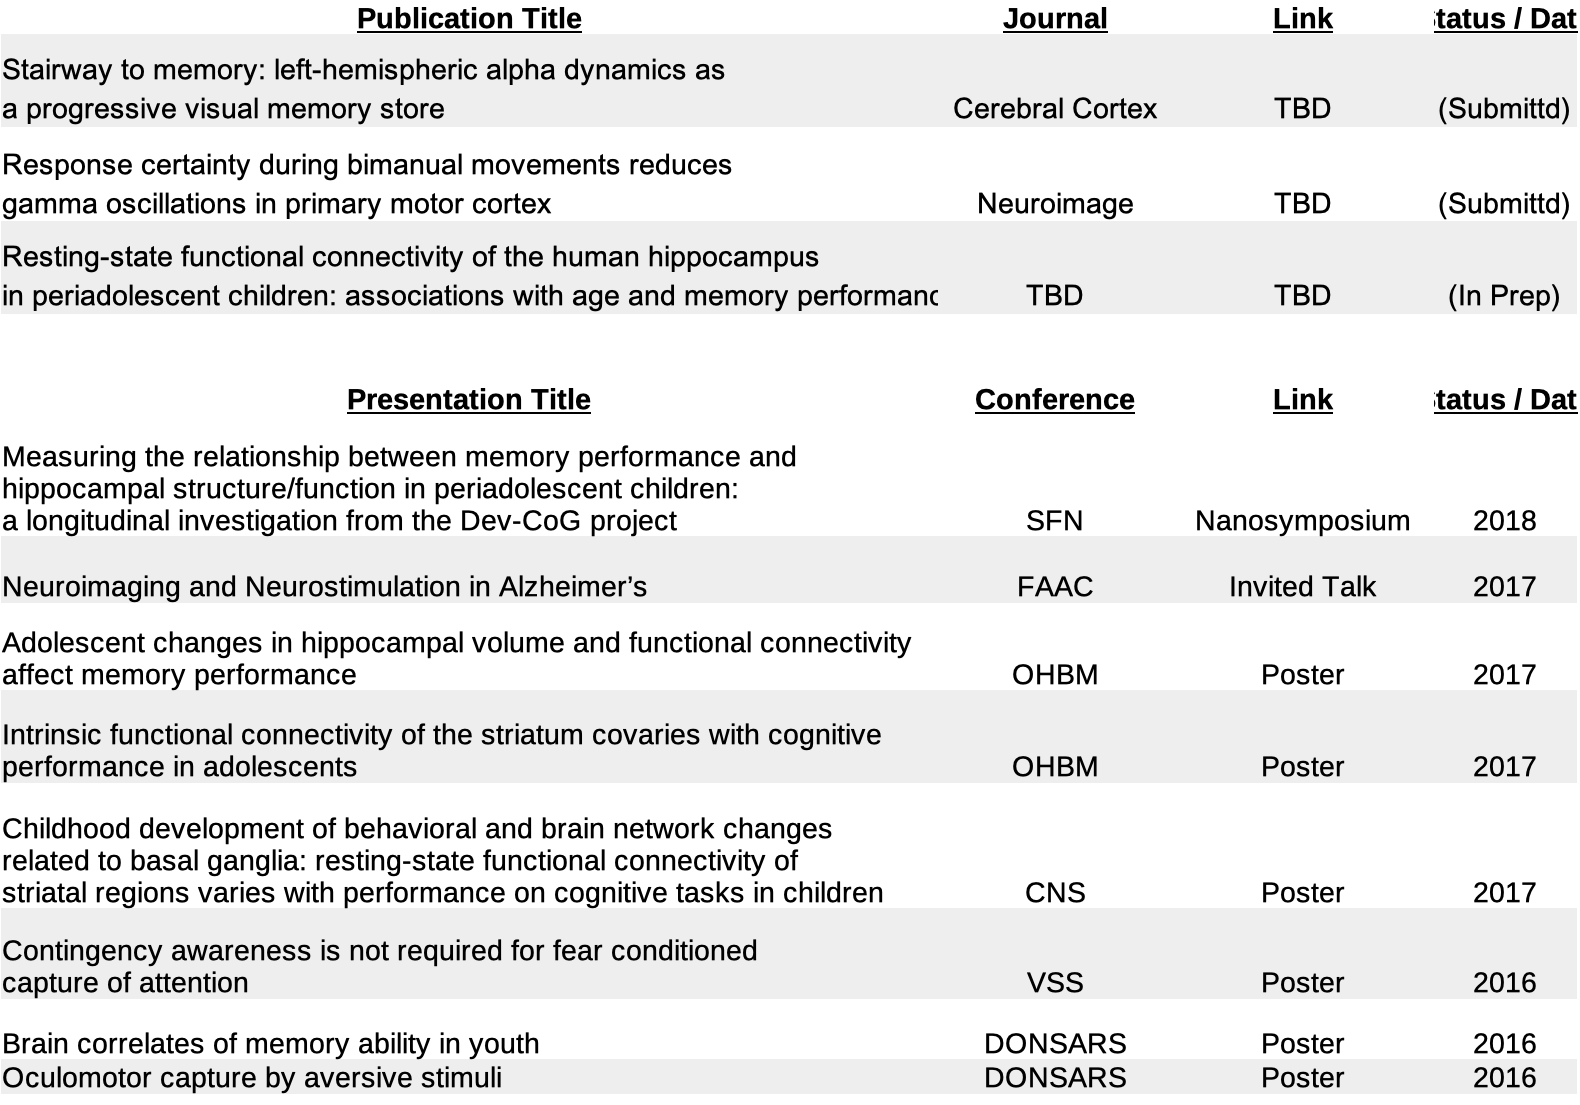 Publication Title Journal Link tatus / Dat
Stairway to memory: left-hemispheric alpha dynamics as
a progressive visual memory store Cerebral Cortex TBD (Submittd)
Response certainty during bimanual movements reduces
gamma oscillations in primary motor cortex Neuroimage TBD (Submittd)
Resting-state functional connectivity of the human hippocampus
in periadolescent children: associations with age and memory performanc TBD TBD (In Prep)
Presentation Title Conference Link tatus / Dat
Measuring the relationship between memory performance and
hippocampal structure/function in periadolescent children:
a longitudinal investigation from the Dev-CoG project SFN Nanosymposium 2018
Neuroimaging and Neurostimulation in Alzheimer’s FAAC Invited Talk 2017
Adolescent changes in hippocampal volume and functional connectivity
affect memory performance OHBM Poster 2017
Intrinsic functional connectivity of the striatum covaries with cognitive
performance in adolescents OHBM Poster 2017
Childhood development of behavioral and brain network changes
related to basal ganglia: resting-state functional connectivity of
striatal regions varies with performance on cognitive tasks in children CNS Poster 2017
Contingency awareness is not required for fear conditioned
capture of attention VSS Poster 2016
Brain correlates of memory ability in youth DONSARS Poster 2016
Oculomotor capture by aversive stimuli DONSARS Poster 2016